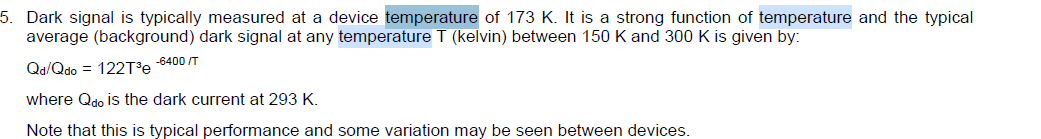 5. Dark signal is typically measured at a device temperature of 173 K. It is a strong function of temperature and the typical
average (background) dark signal at any temperature T (kelvin) between 150 K and 300 K is given by:
Qd/Qdo = 122T³e -6400 /T
where Qdo is the dark current at 293 K.
Note that this is typical performance and some variation may be seen between devices.